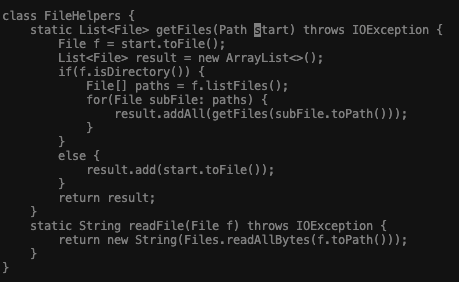 class FileHelpers {
    static List<File> getFiles(Path start) throws IOException {
        File f = start.toFile();
        List<File> result = new ArrayList<>();
        if(f.isDirectory()) {
            File[] paths = f.listFiles();
            for(File subFile: paths) {
                result.addAll(getFiles(subFile.toPath()));
            }
        }
        else {
            result.add(start.toFile());
        }
        return result;
    }
    static String readFile(File f) throws IOException {
        return new String(Files.readAllBytes(f.toPath()));
    }
}